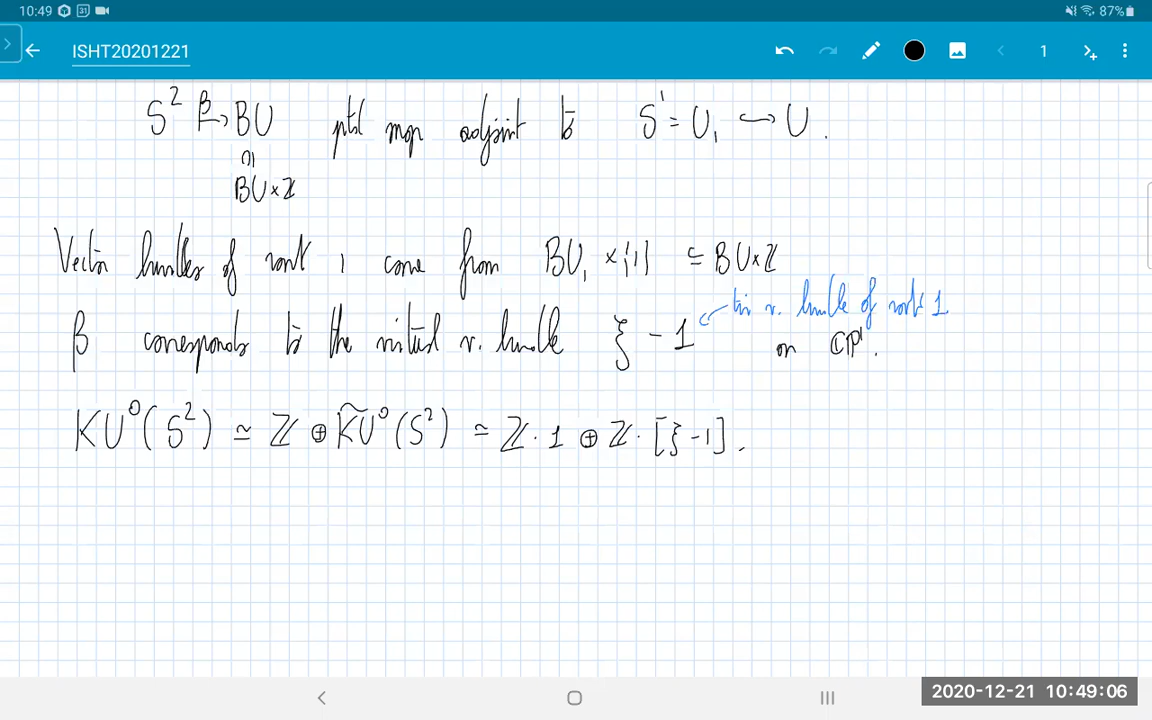 10:49 31 87%
ISHT20201221 1
S² →^β BU ptd map adjoint to S¹ = U₁ ↪ U.
∩|
BU×ℤ
Vector bundles of rank 1 come from BU₁ ×{1} ⊆ BU×ℤ
triv v. bundle of rank 1
β corresponds to the virtual v. bundle ξ - 1 on ℂP¹.
KU⁰(S²) ≃ ℤ ⊕ K̃U⁰(S²) ≃ ℤ·1 ⊕ ℤ·[ξ-1].
2020-12-21 10:49:06